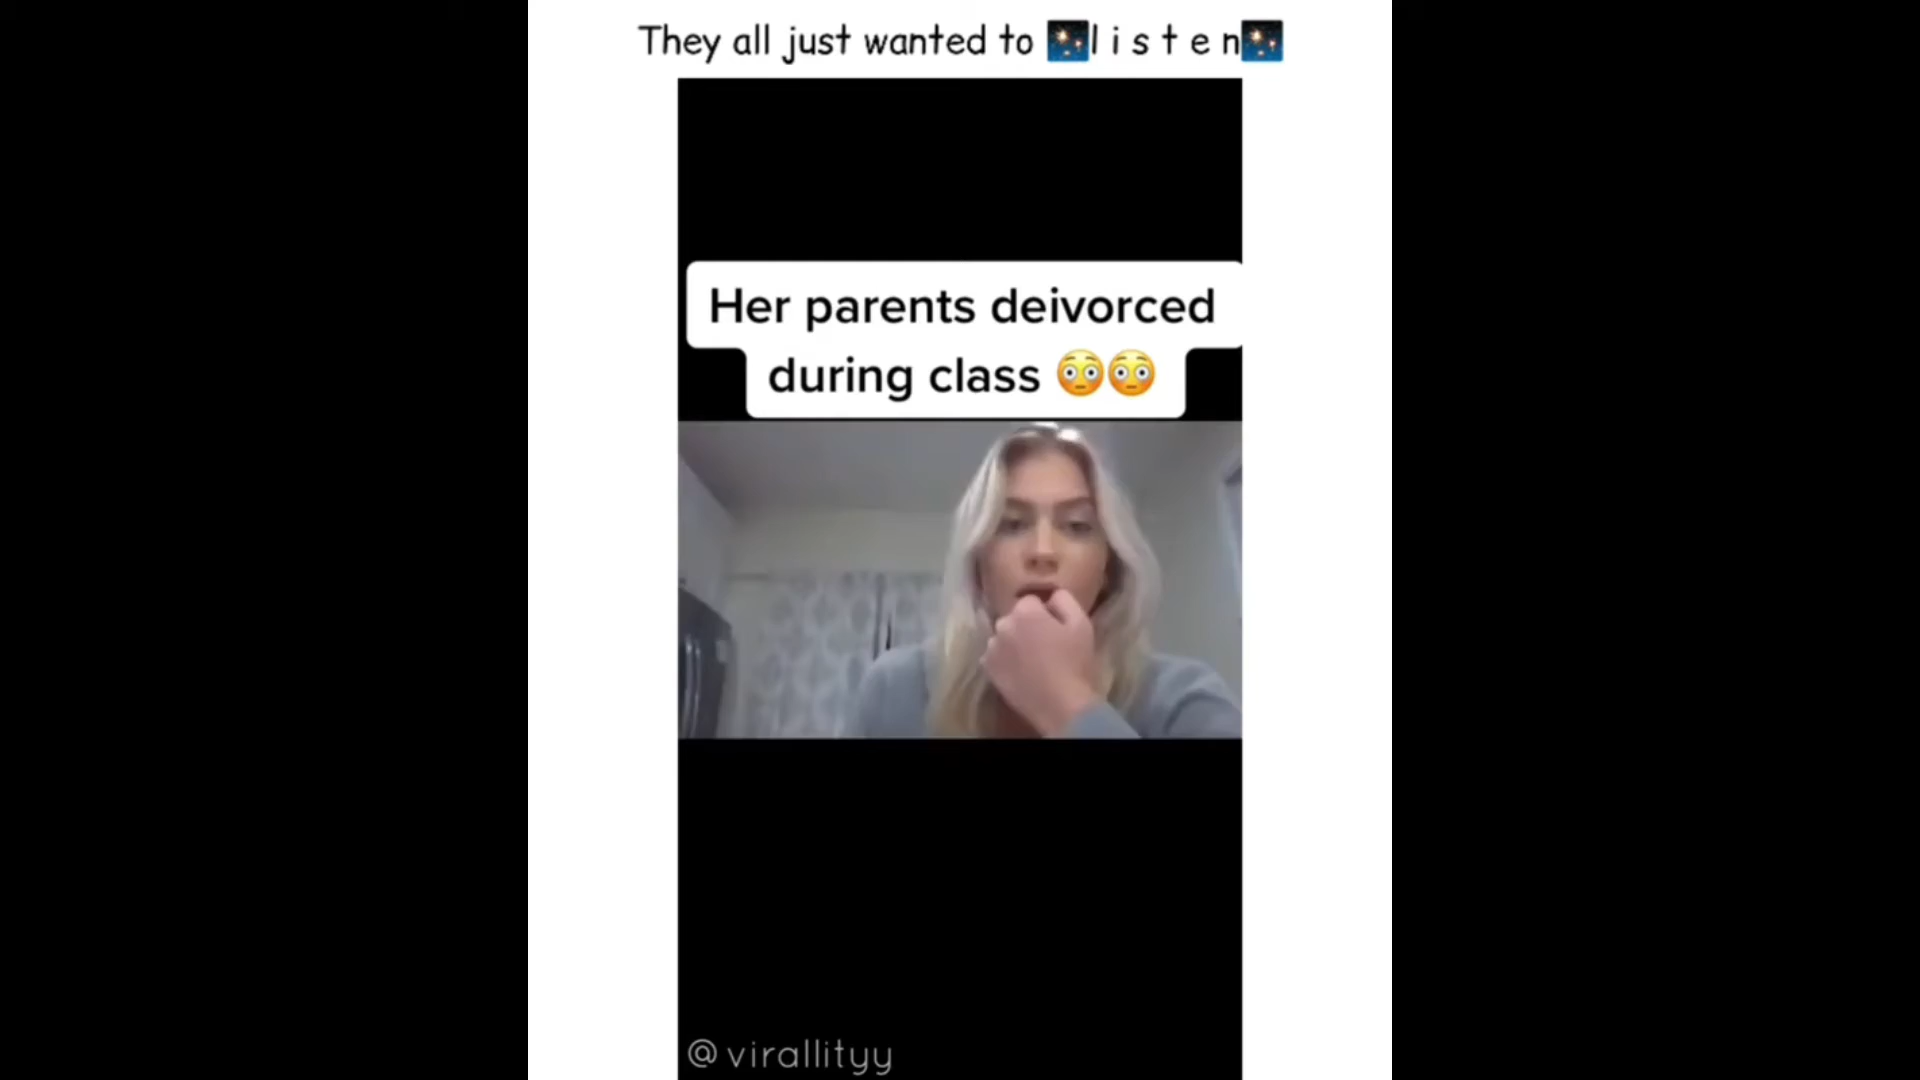 They all just wanted to 🎇l i s t e n🎇
Her parents deivorced
during class 😳😳
@virallityy